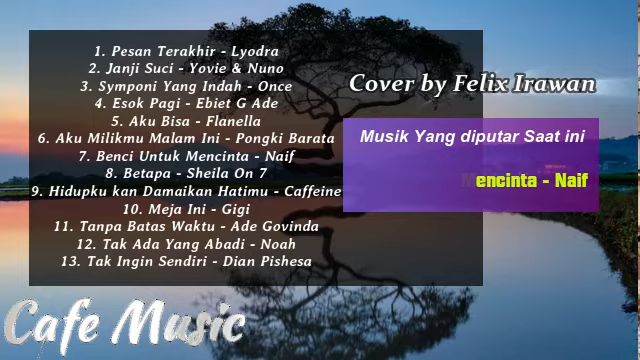 1. Pesan Terakhir - Lyodra
2. Janji Suci - Yovie & Nuno
3. Symponi Yang Indah - Once
4. Esok Pagi - Ebiet G Ade
5. Aku Bisa - Flanella
6. Aku Milikmu Malam Ini - Pongki Barata
7. Benci Untuk Mencinta - Naif
8. Betapa - Sheila On 7
9. Hidupku kan Damaikan Hatimu - Caffeine
10. Meja Ini - Gigi
11. Tanpa Batas Waktu - Ade Govinda
12. Tak Ada Yang Abadi - Noah
13. Tak Ingin Sendiri - Dian Pishesa
Cover by Felix Irawan
Musik Yang diputar Saat ini
Mencinta - Naif
Cafe Music